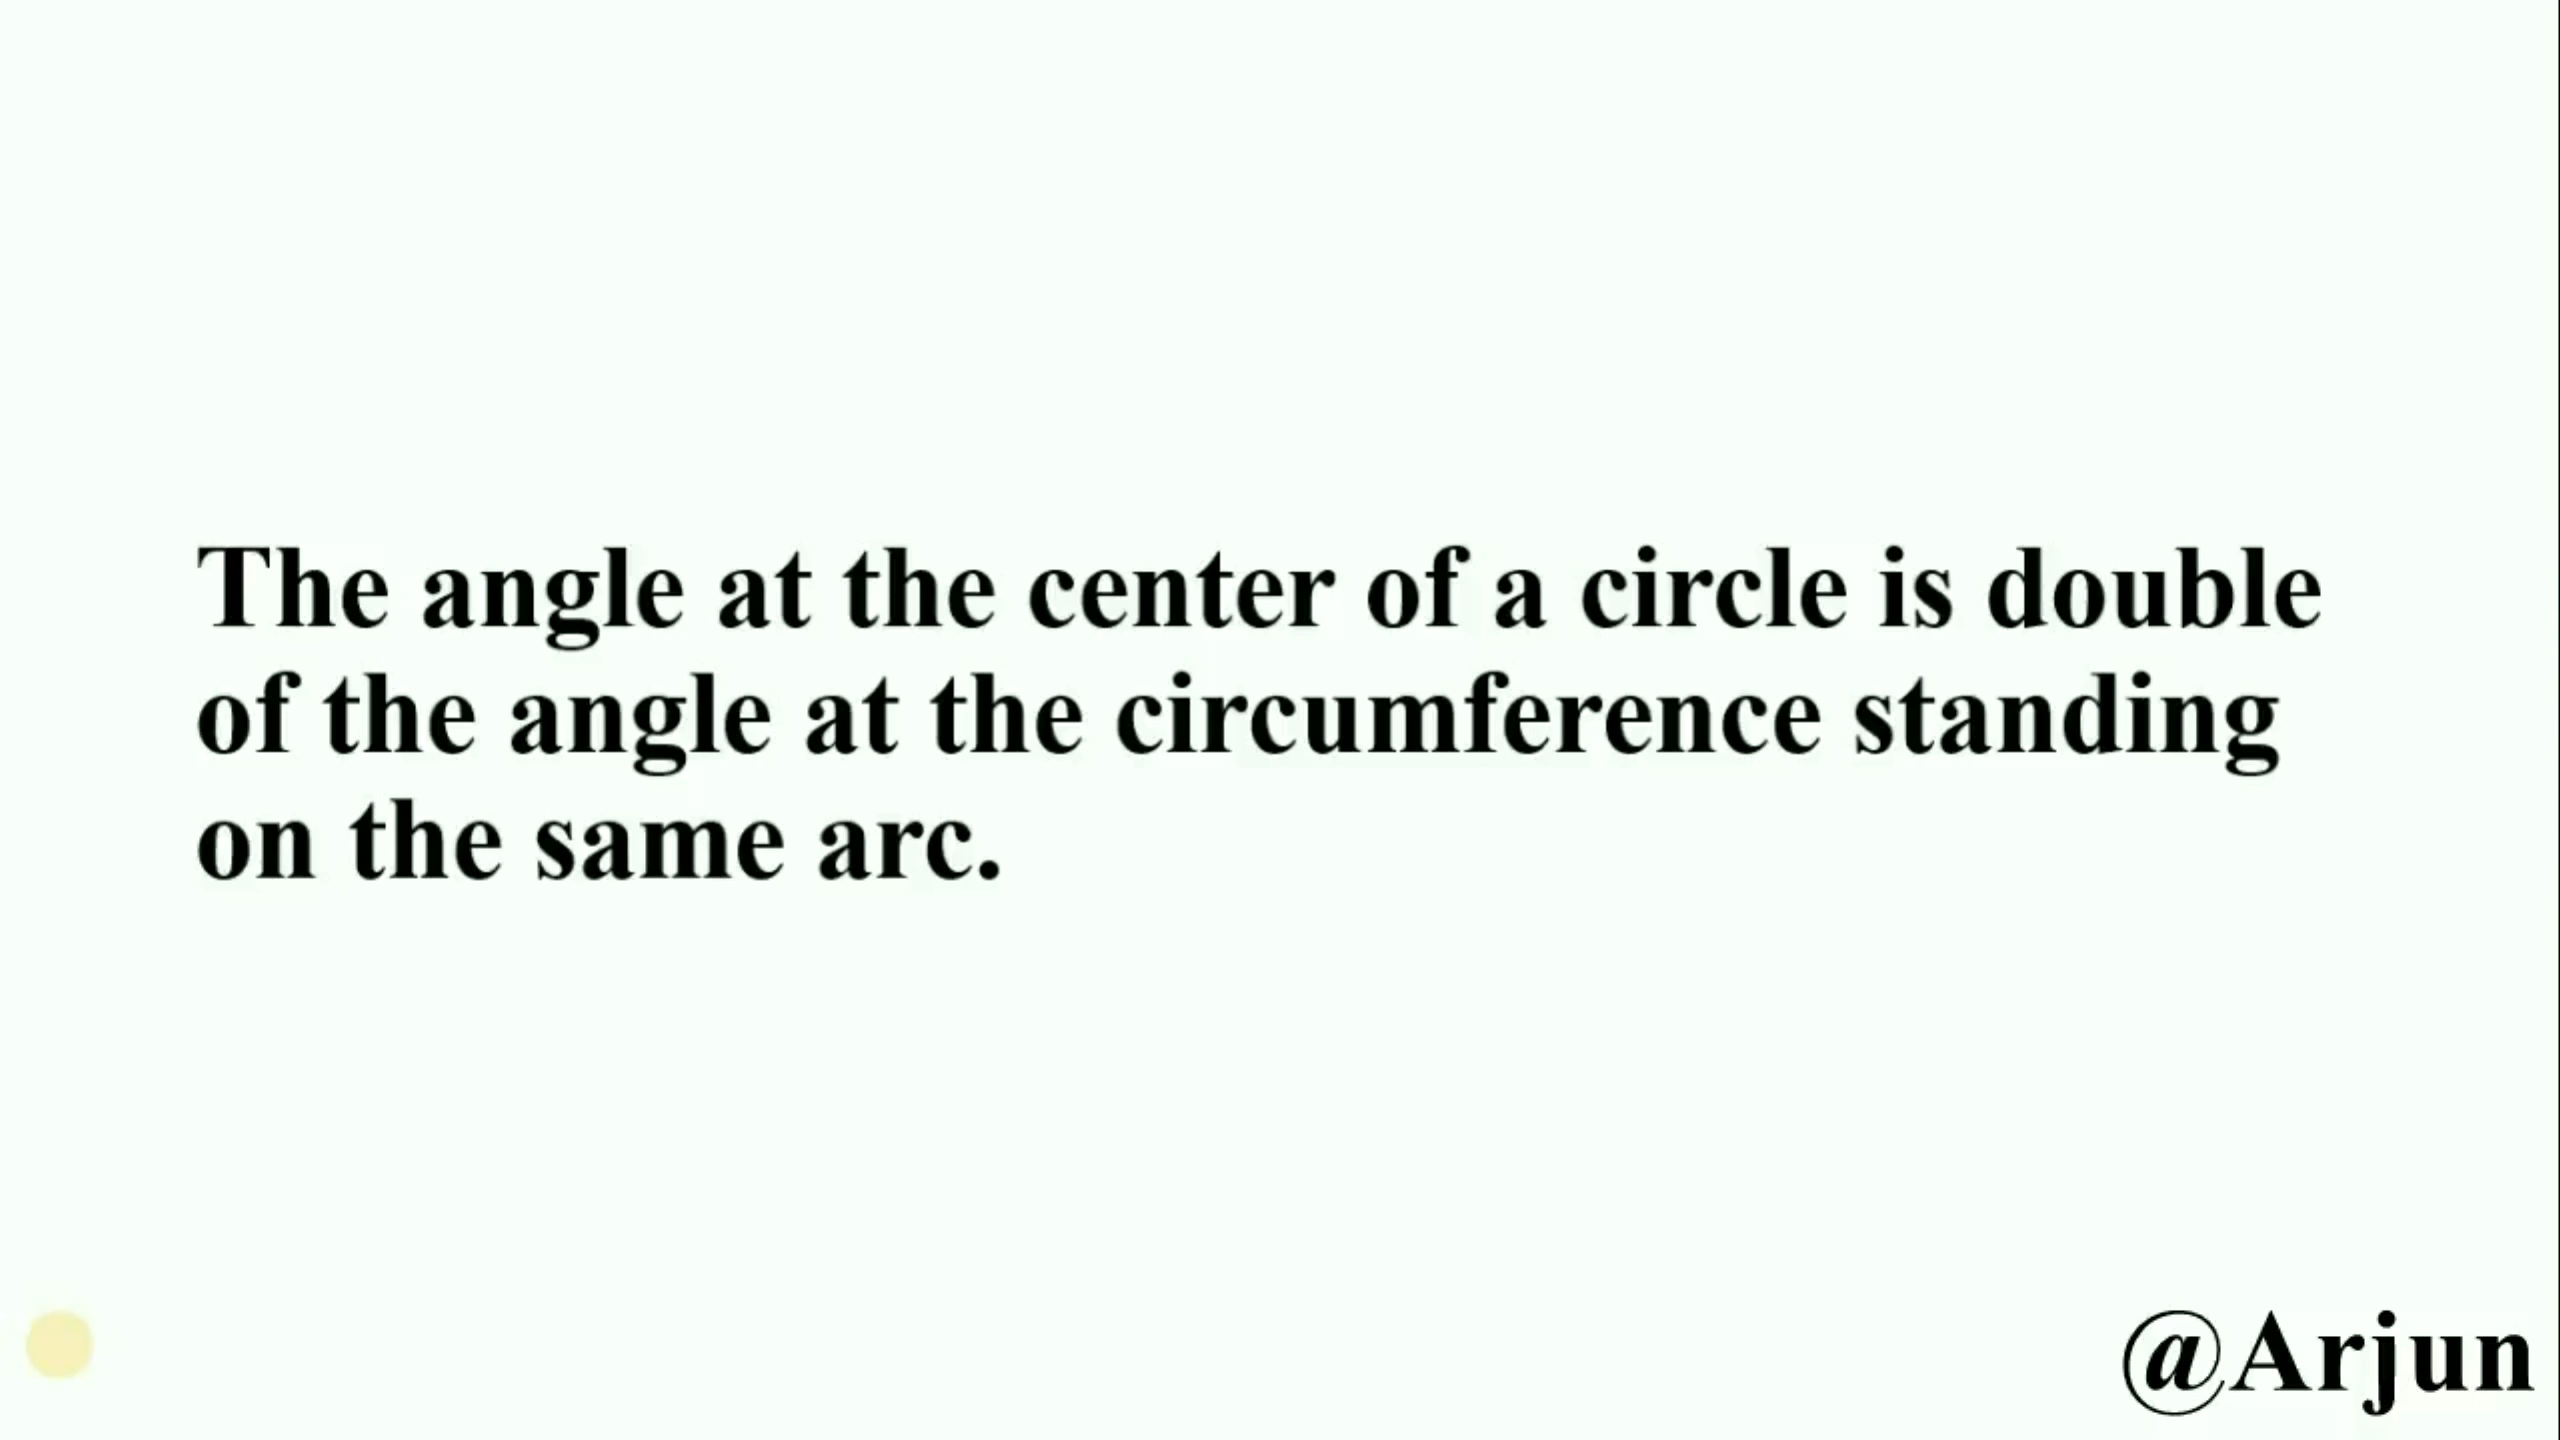 The angle at the center of a circle is double
of the angle at the circumference standing
on the same arc.
@Arjun